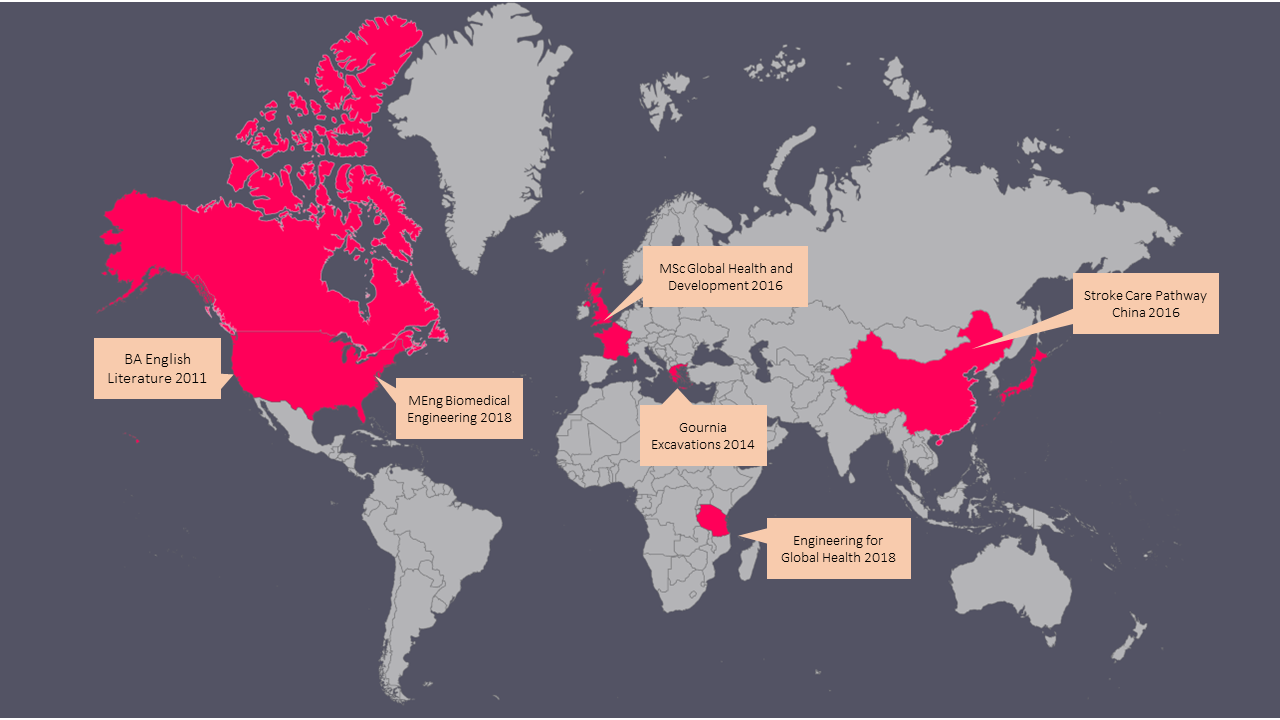 MSc Global Health and
Development 2016
Stroke Care Pathway
China 2016
BA English
Literature 2011
MEng Biomedical
Engineering 2018
Gournia
Excavations 2014
Engineering for
Global Health 2018